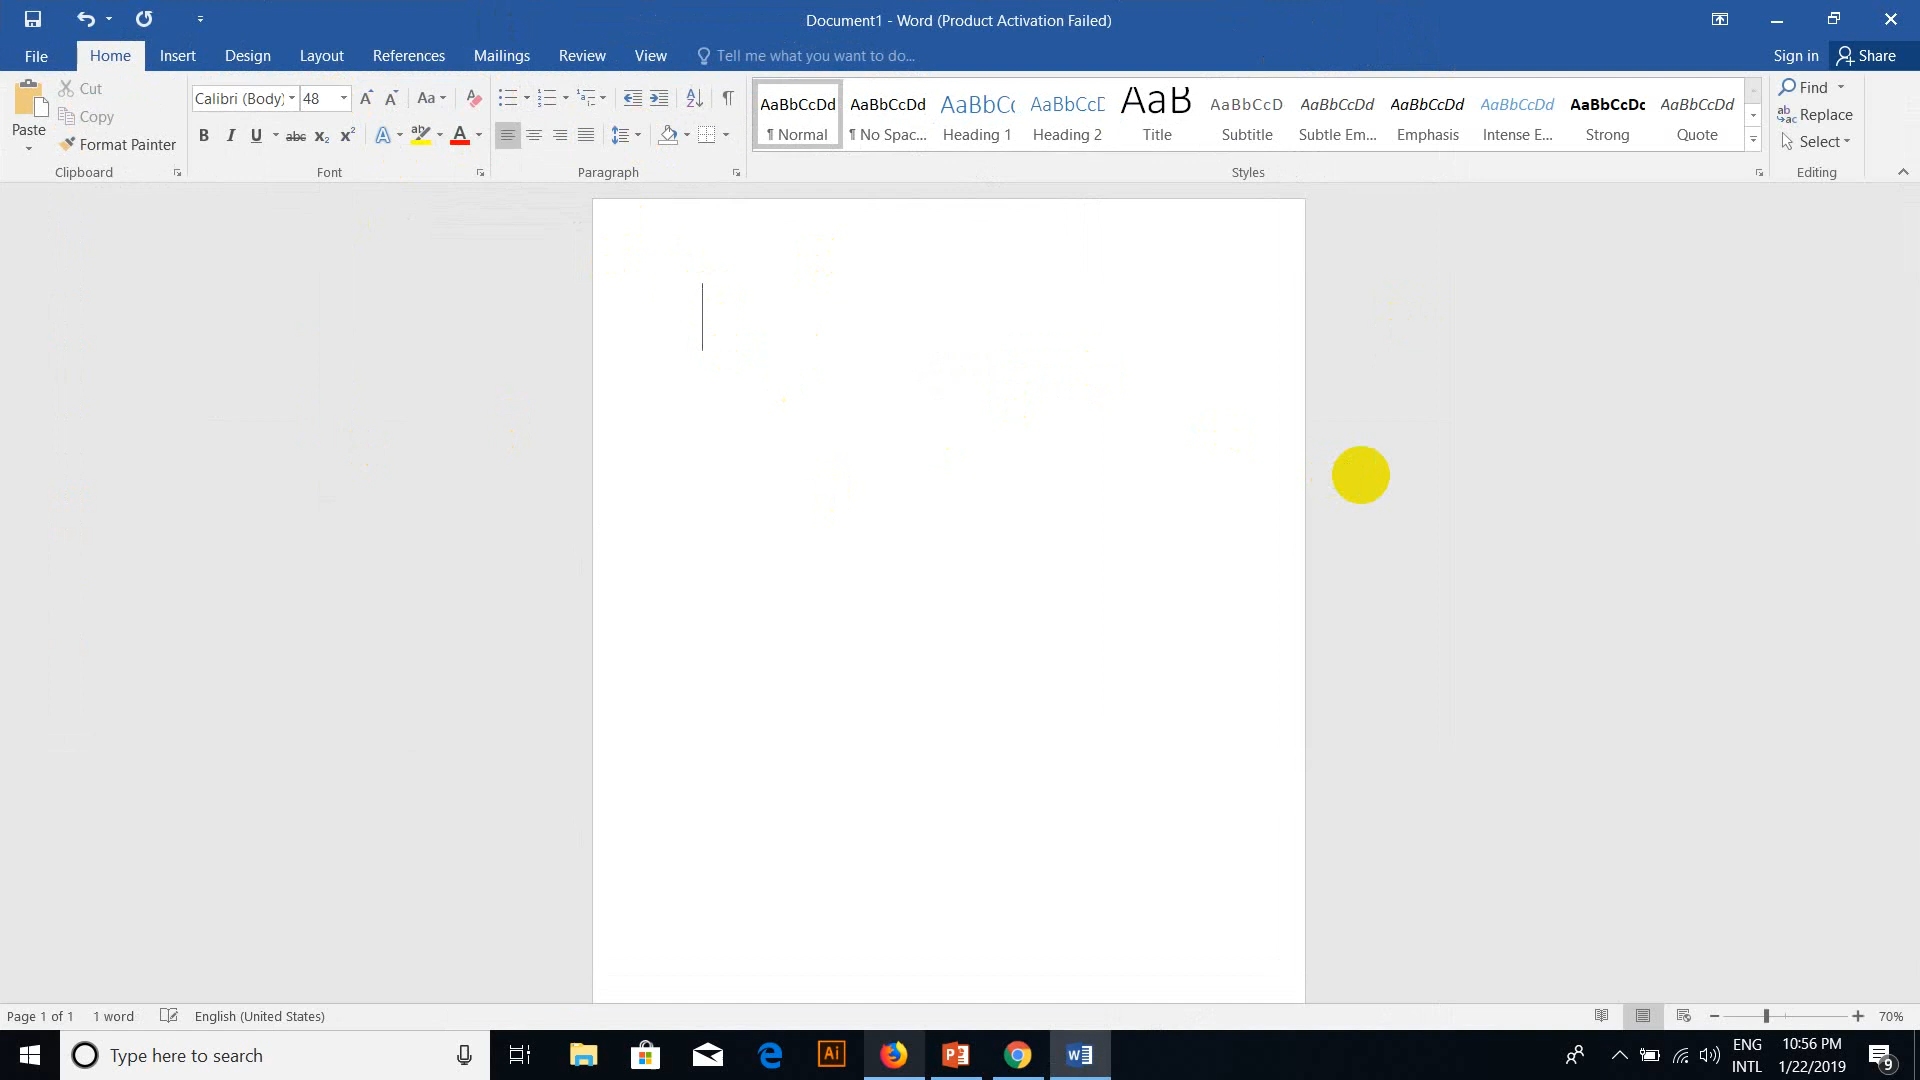 Document1 - Word (Product Activation Failed)
File Home Insert Design Layout References Mailings Review View Tell me what you want to do... Sign in Share
Paste Cut Copy Format Painter Clipboard
Calibri (Body) 48 Aa
B I U abc X₂ X² A ab A
Font
Paragraph
AaBbCcDd AaBbCcDd AaBbCc AaBbCcD AaB AaBbCcD AaBbCcDd AaBbCcDd AaBbCcDd AaBbCcDc AaBbCcDd
¶ Normal ¶ No Spac... Heading 1 Heading 2 Title Subtitle Subtle Em... Emphasis Intense E... Strong Quote
Styles
Find
Replace
Select
Editing
Page 1 of 1 1 word English (United States) 70%
Type here to search
Ai
ENG
INTL
10:56 PM
1/22/2019
9